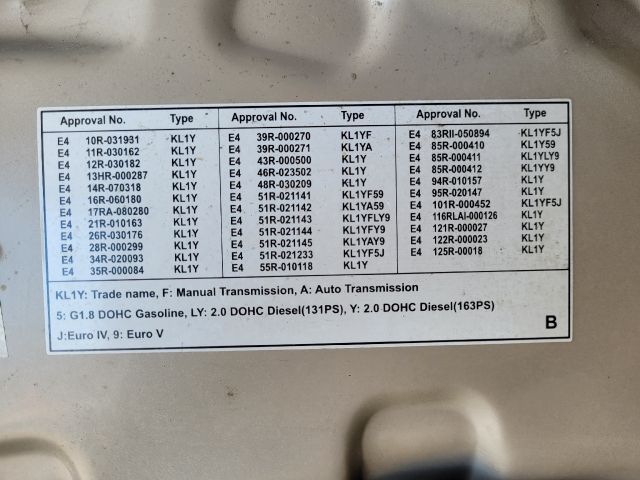 Approval No. Type
E4 10R-031931 KL1Y
E4 11R-030162 KL1Y
E4 12R-030182 KL1Y
E4 13HR-000287 KL1Y
E4 14R-070318 KL1Y
E4 16R-060180 KL1Y
E4 17RA-080280 KL1Y
E4 21R-010163 KL1Y
E4 26R-030176 KL1Y
E4 28R-000299 KL1Y
E4 34R-020093 KL1Y
E4 35R-000084 KL1Y
Approval No. Type
E4 39R-000270 KL1YF
E4 39R-000271 KL1YA
E4 43R-000500 KL1Y
E4 46R-023502 KL1Y
E4 48R-030209 KL1Y
E4 51R-021141 KL1YF59
E4 51R-021142 KL1YA59
E4 51R-021143 KL1YFLY9
E4 51R-021144 KL1YFY9
E4 51R-021145 KL1YAY9
E4 51R-021233 KL1YF5J
E4 55R-010118 KL1Y
Approval No. Type
E4 83RII-050894 KL1YF5J
E4 85R-000410 KL1Y59
E4 85R-000411 KL1YLY9
E4 85R-000412 KL1YY9
E4 94R-010157 KL1Y
E4 95R-020147 KL1Y
E4 101R-000452 KL1YF5J
E4 116RLAI-000126 KL1Y
E4 121R-000027 KL1Y
E4 122R-000023 KL1Y
E4 125R-00018 KL1Y
KL1Y: Trade name, F: Manual Transmission, A: Auto Transmission
5: G1.8 DOHC Gasoline, LY: 2.0 DOHC Diesel(131PS), Y: 2.0 DOHC Diesel(163PS)
J:Euro IV, 9: Euro V
B